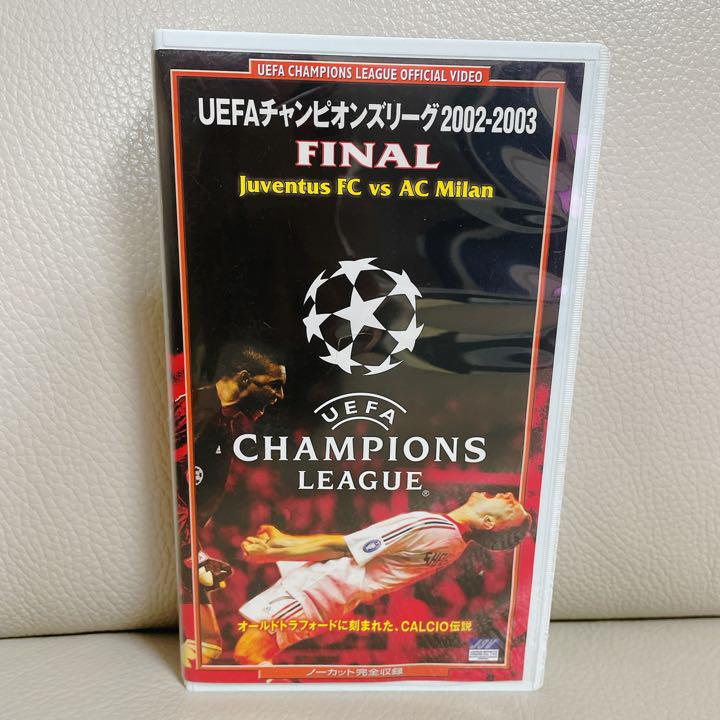 UEFA CHAMPIONS LEAGUE OFFICIAL VIDEO
UEFAチャンピオンズリーグ2002-2003
FINAL
Juventus FC vs AC Milan
UEFA
CHAMPIONS
LEAGUE®
オールドトラフォードに刻まれた、CALCIO伝説
ノーカット完全収録